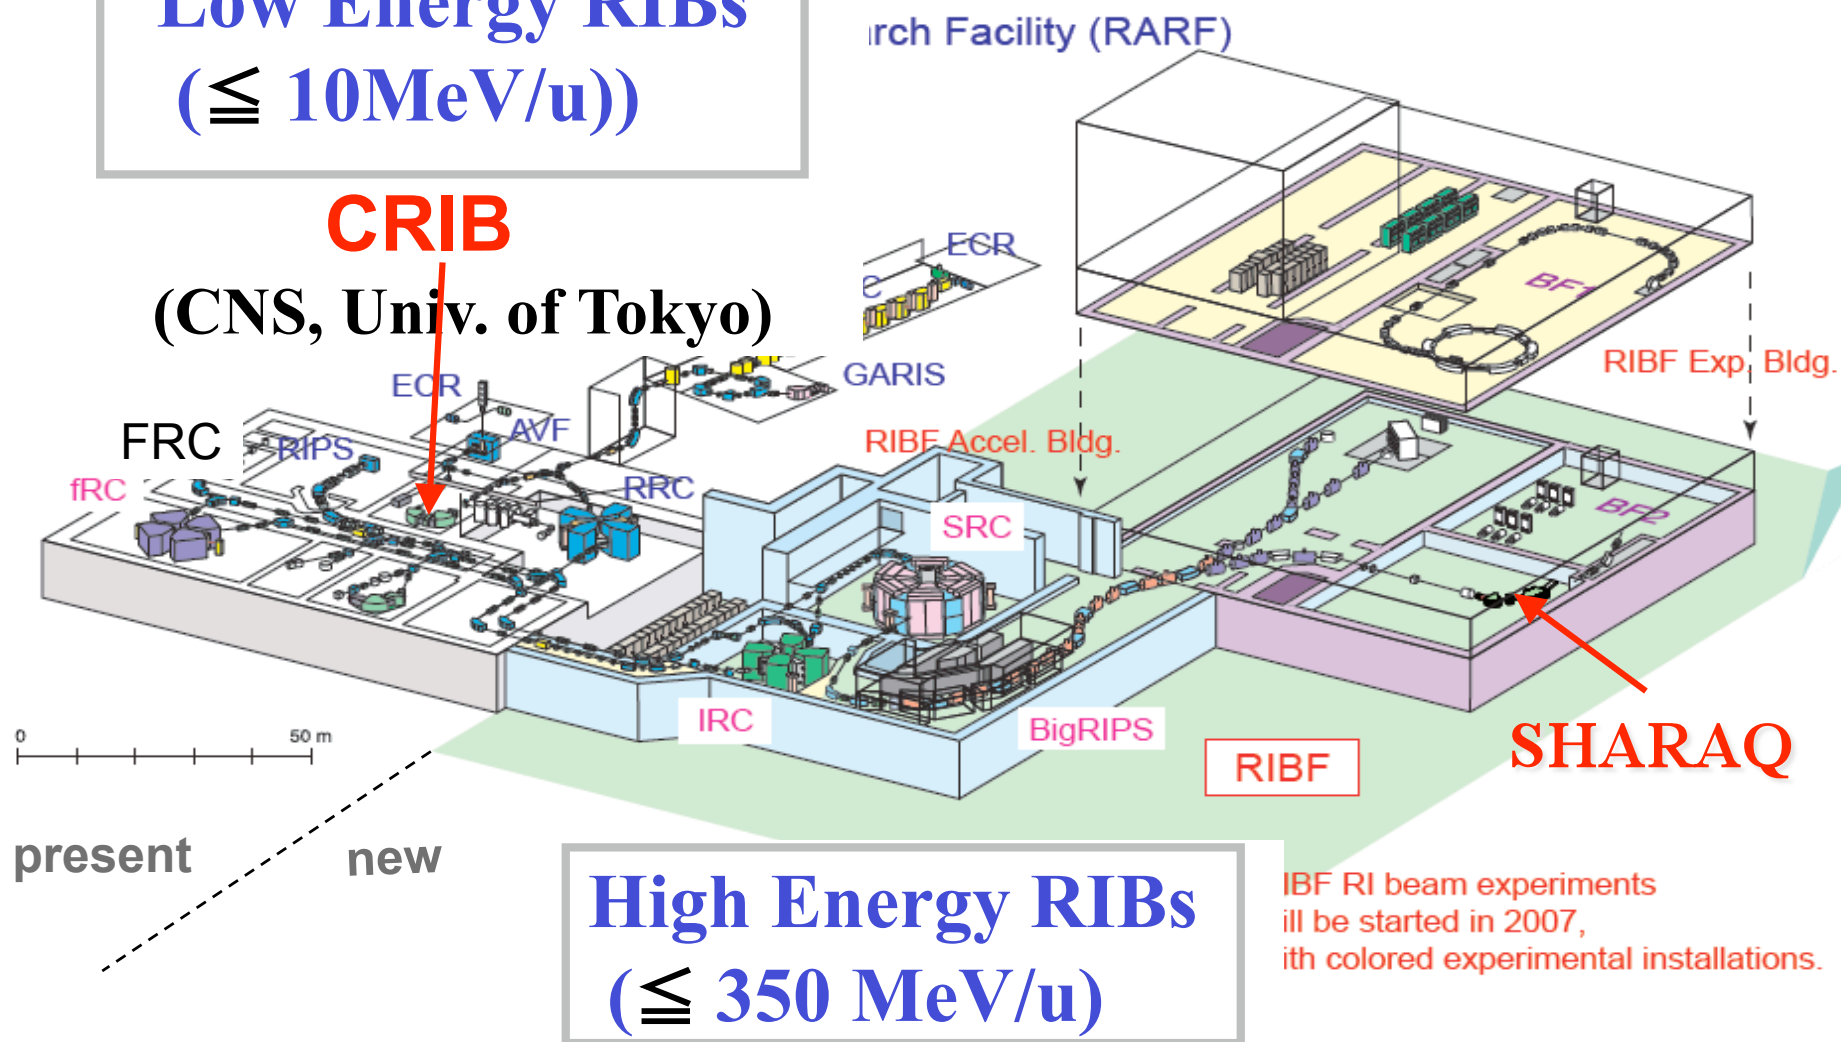 Low Energy RIBs
(≦ 10MeV/u))
rch Facility (RARF)
CRIB
(CNS, Univ. of Tokyo)
ECR
C
BF1
GARIS
RIBF Exp. Bldg.
ECR
AVF
FRC
RIPS
RIBF Accel. Bldg.
fRC
RRC
SRC
BF2
IRC
BigRIPS
SHARAQ
RIBF
0 50 m
present
new
High Energy RIBs
(≦ 350 MeV/u)
IBF RI beam experiments
ill be started in 2007,
ith colored experimental installations.